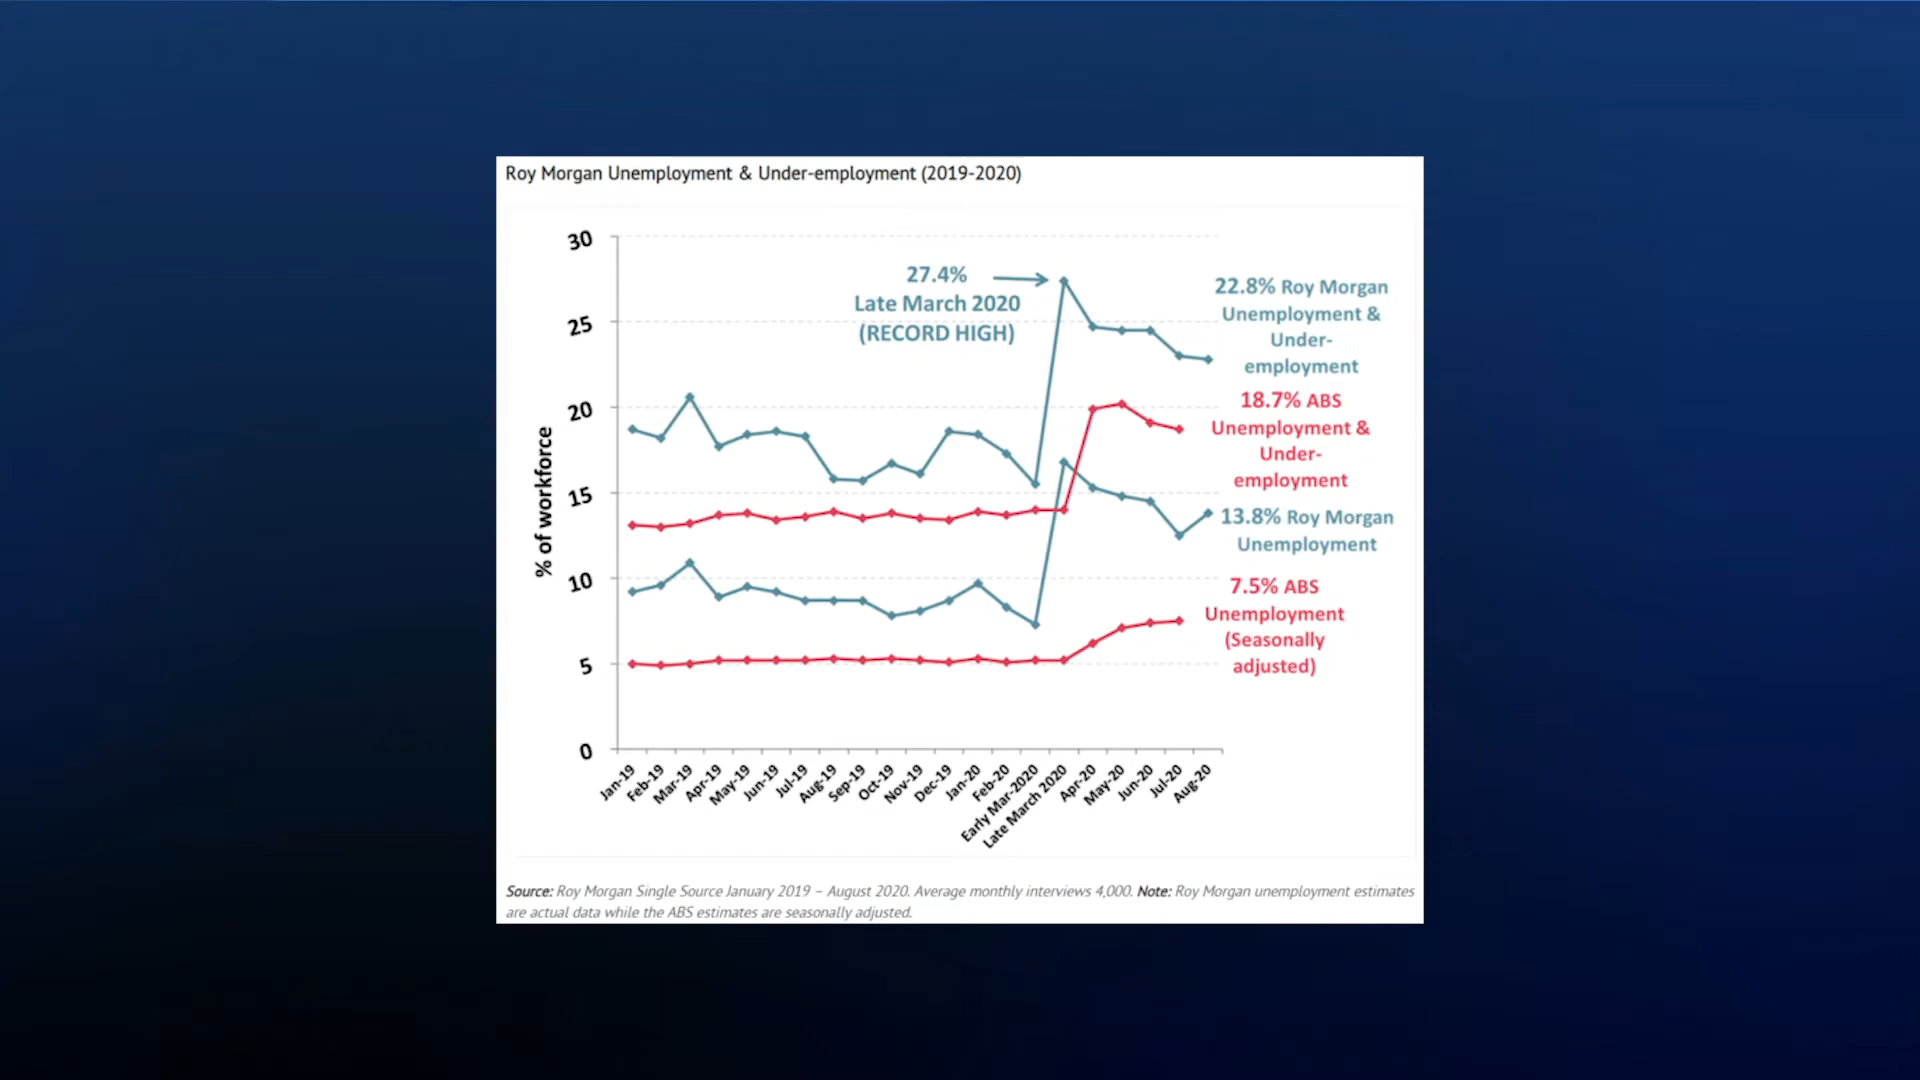 Roy Morgan Unemployment & Under-employment (2019-2020)
30
25
20
15
10
5
0
% of workforce
27.4%
Late March 2020
(RECORD HIGH)
22.8% Roy Morgan
Unemployment &
Under-
employment
18.7% ABS
Unemployment &
Under-
employment
13.8% Roy Morgan
Unemployment
7.5% ABS
Unemployment
(Seasonally
adjusted)
Jan-19
Feb-19
Mar-19
Apr-19
May-19
Jun-19
Jul-19
Aug-19
Sep-19
Oct-19
Nov-19
Dec-19
Jan-20
Feb-20
Early Mar-2020
Late March 2020
Apr-20
May-20
Jun-20
Jul-20
Aug-20
Source: Roy Morgan Single Source January 2019 – August 2020. Average monthly interviews 4,000. Note: Roy Morgan unemployment estimates
are actual data while the ABS estimates are seasonally adjusted.